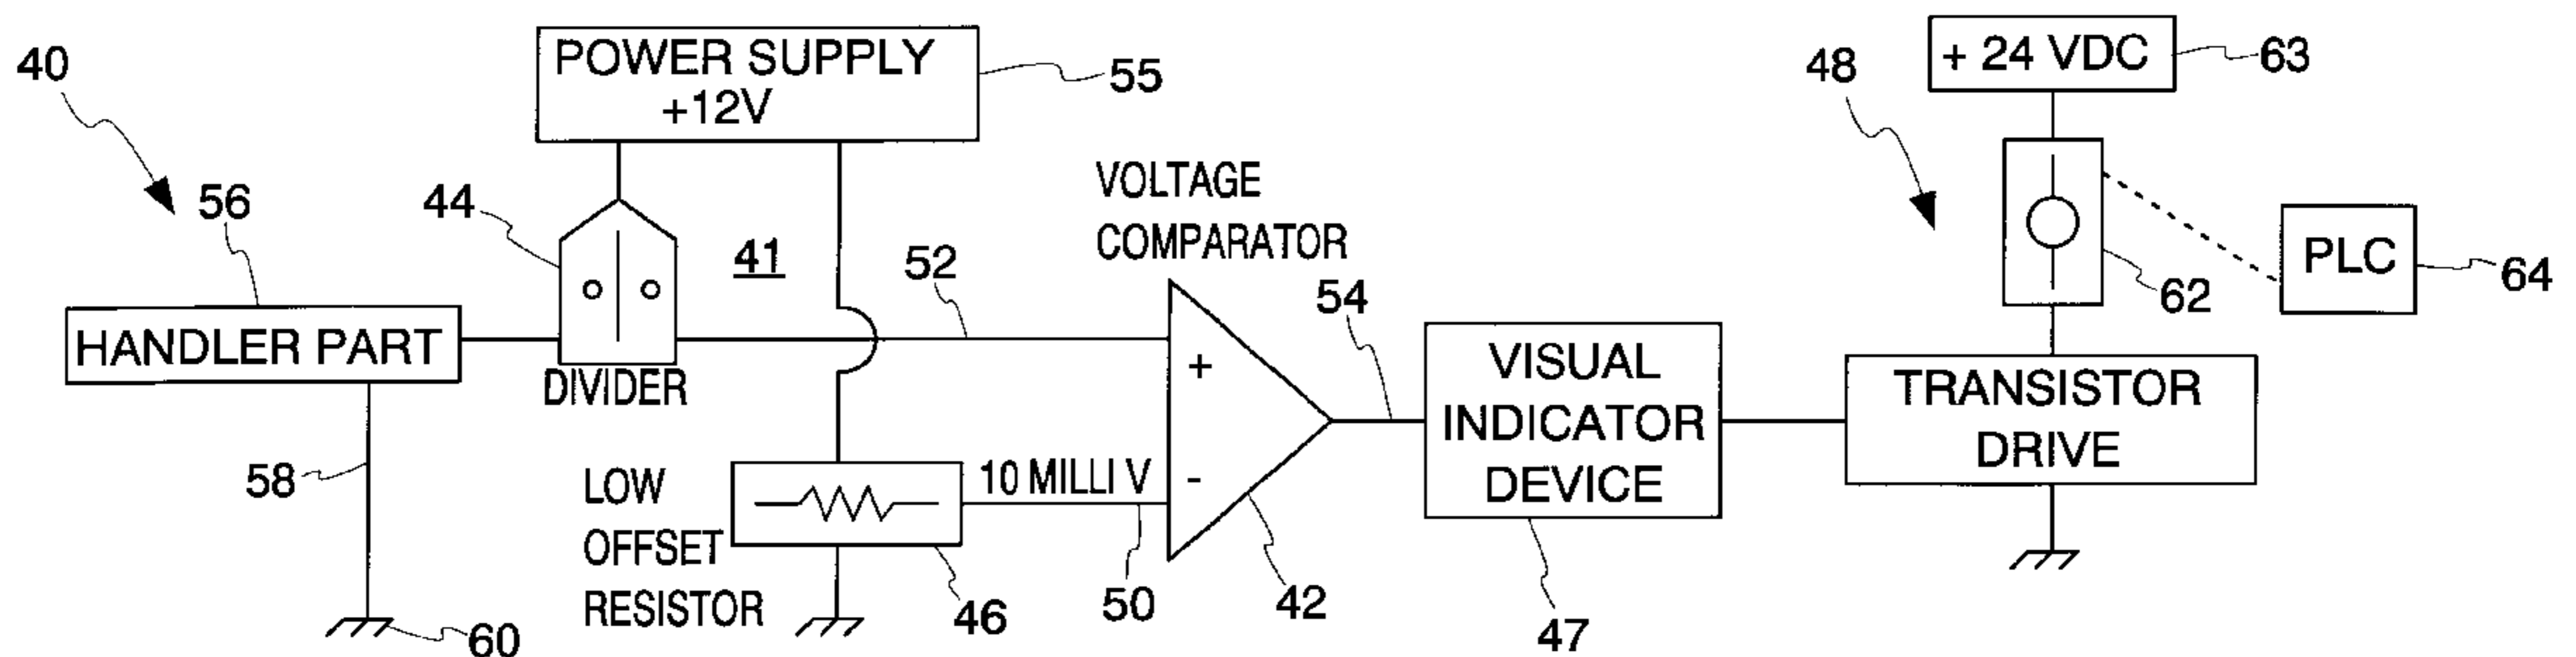 40
56
HANDLER PART
58
60
44
DIVIDER
POWER SUPPLY
+12V
55
41
52
LOW
OFFSET
RESISTOR
46
10 MILLI V
50
VOLTAGE
COMPARATOR
+
-
42
54
VISUAL
INDICATOR
DEVICE
47
48
+ 24 VDC
63
62
PLC
64
TRANSISTOR
DRIVE